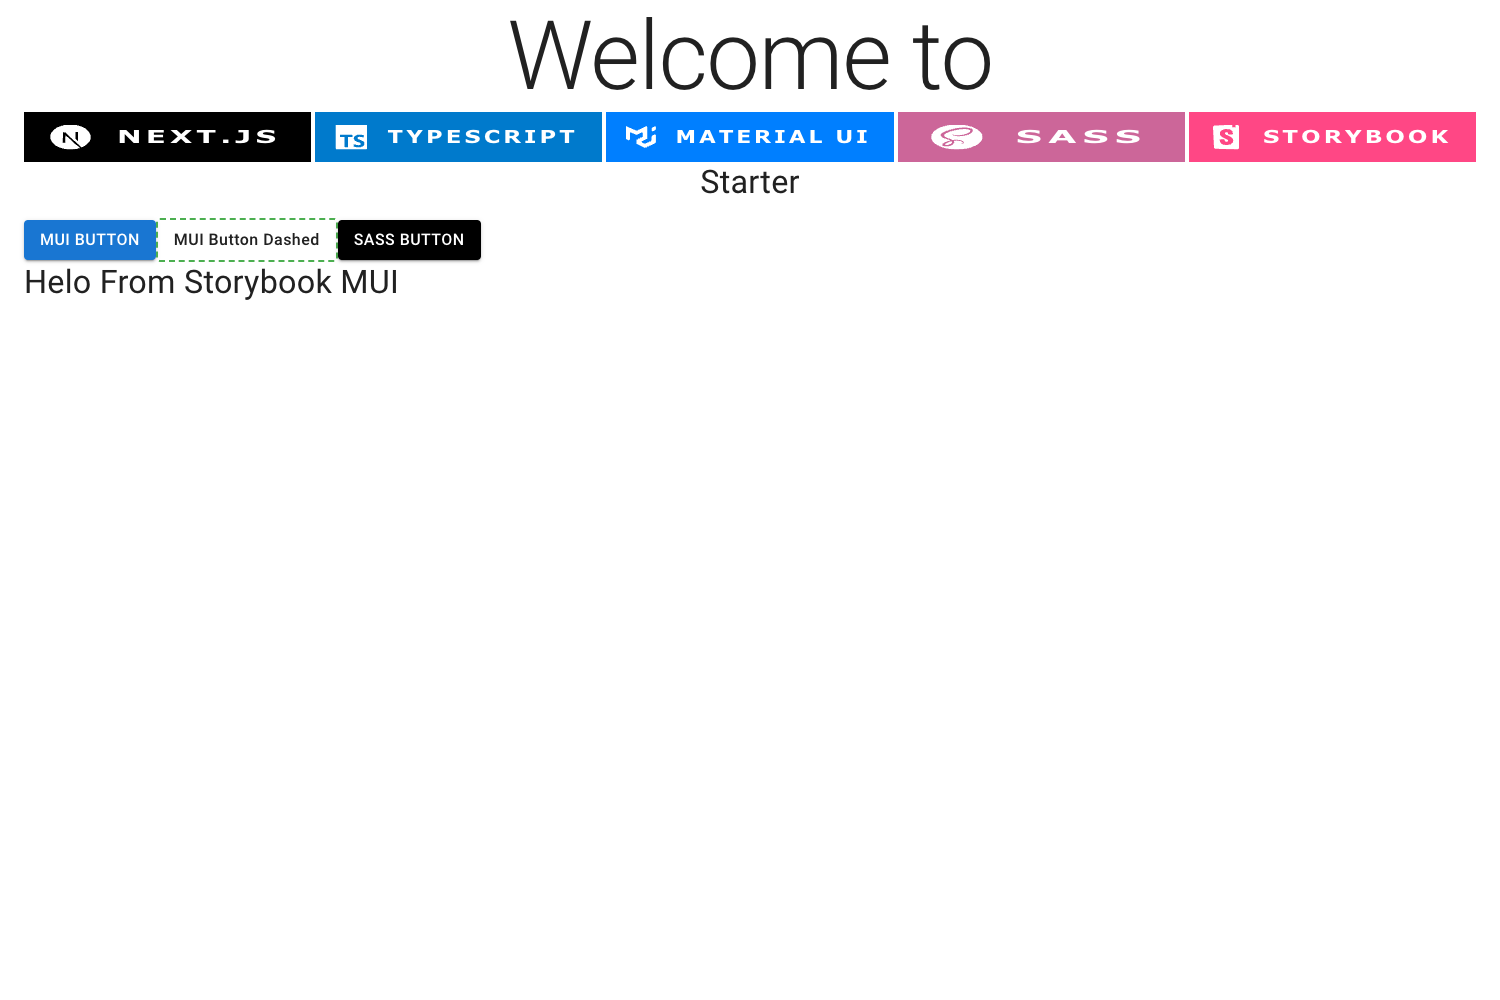 Welcome to
NEXT.JS TS TYPESCRIPT MATERIAL UI SASS STORYBOOK
Starter
MUI BUTTON MUI Button Dashed SASS BUTTON
Helo From Storybook MUI